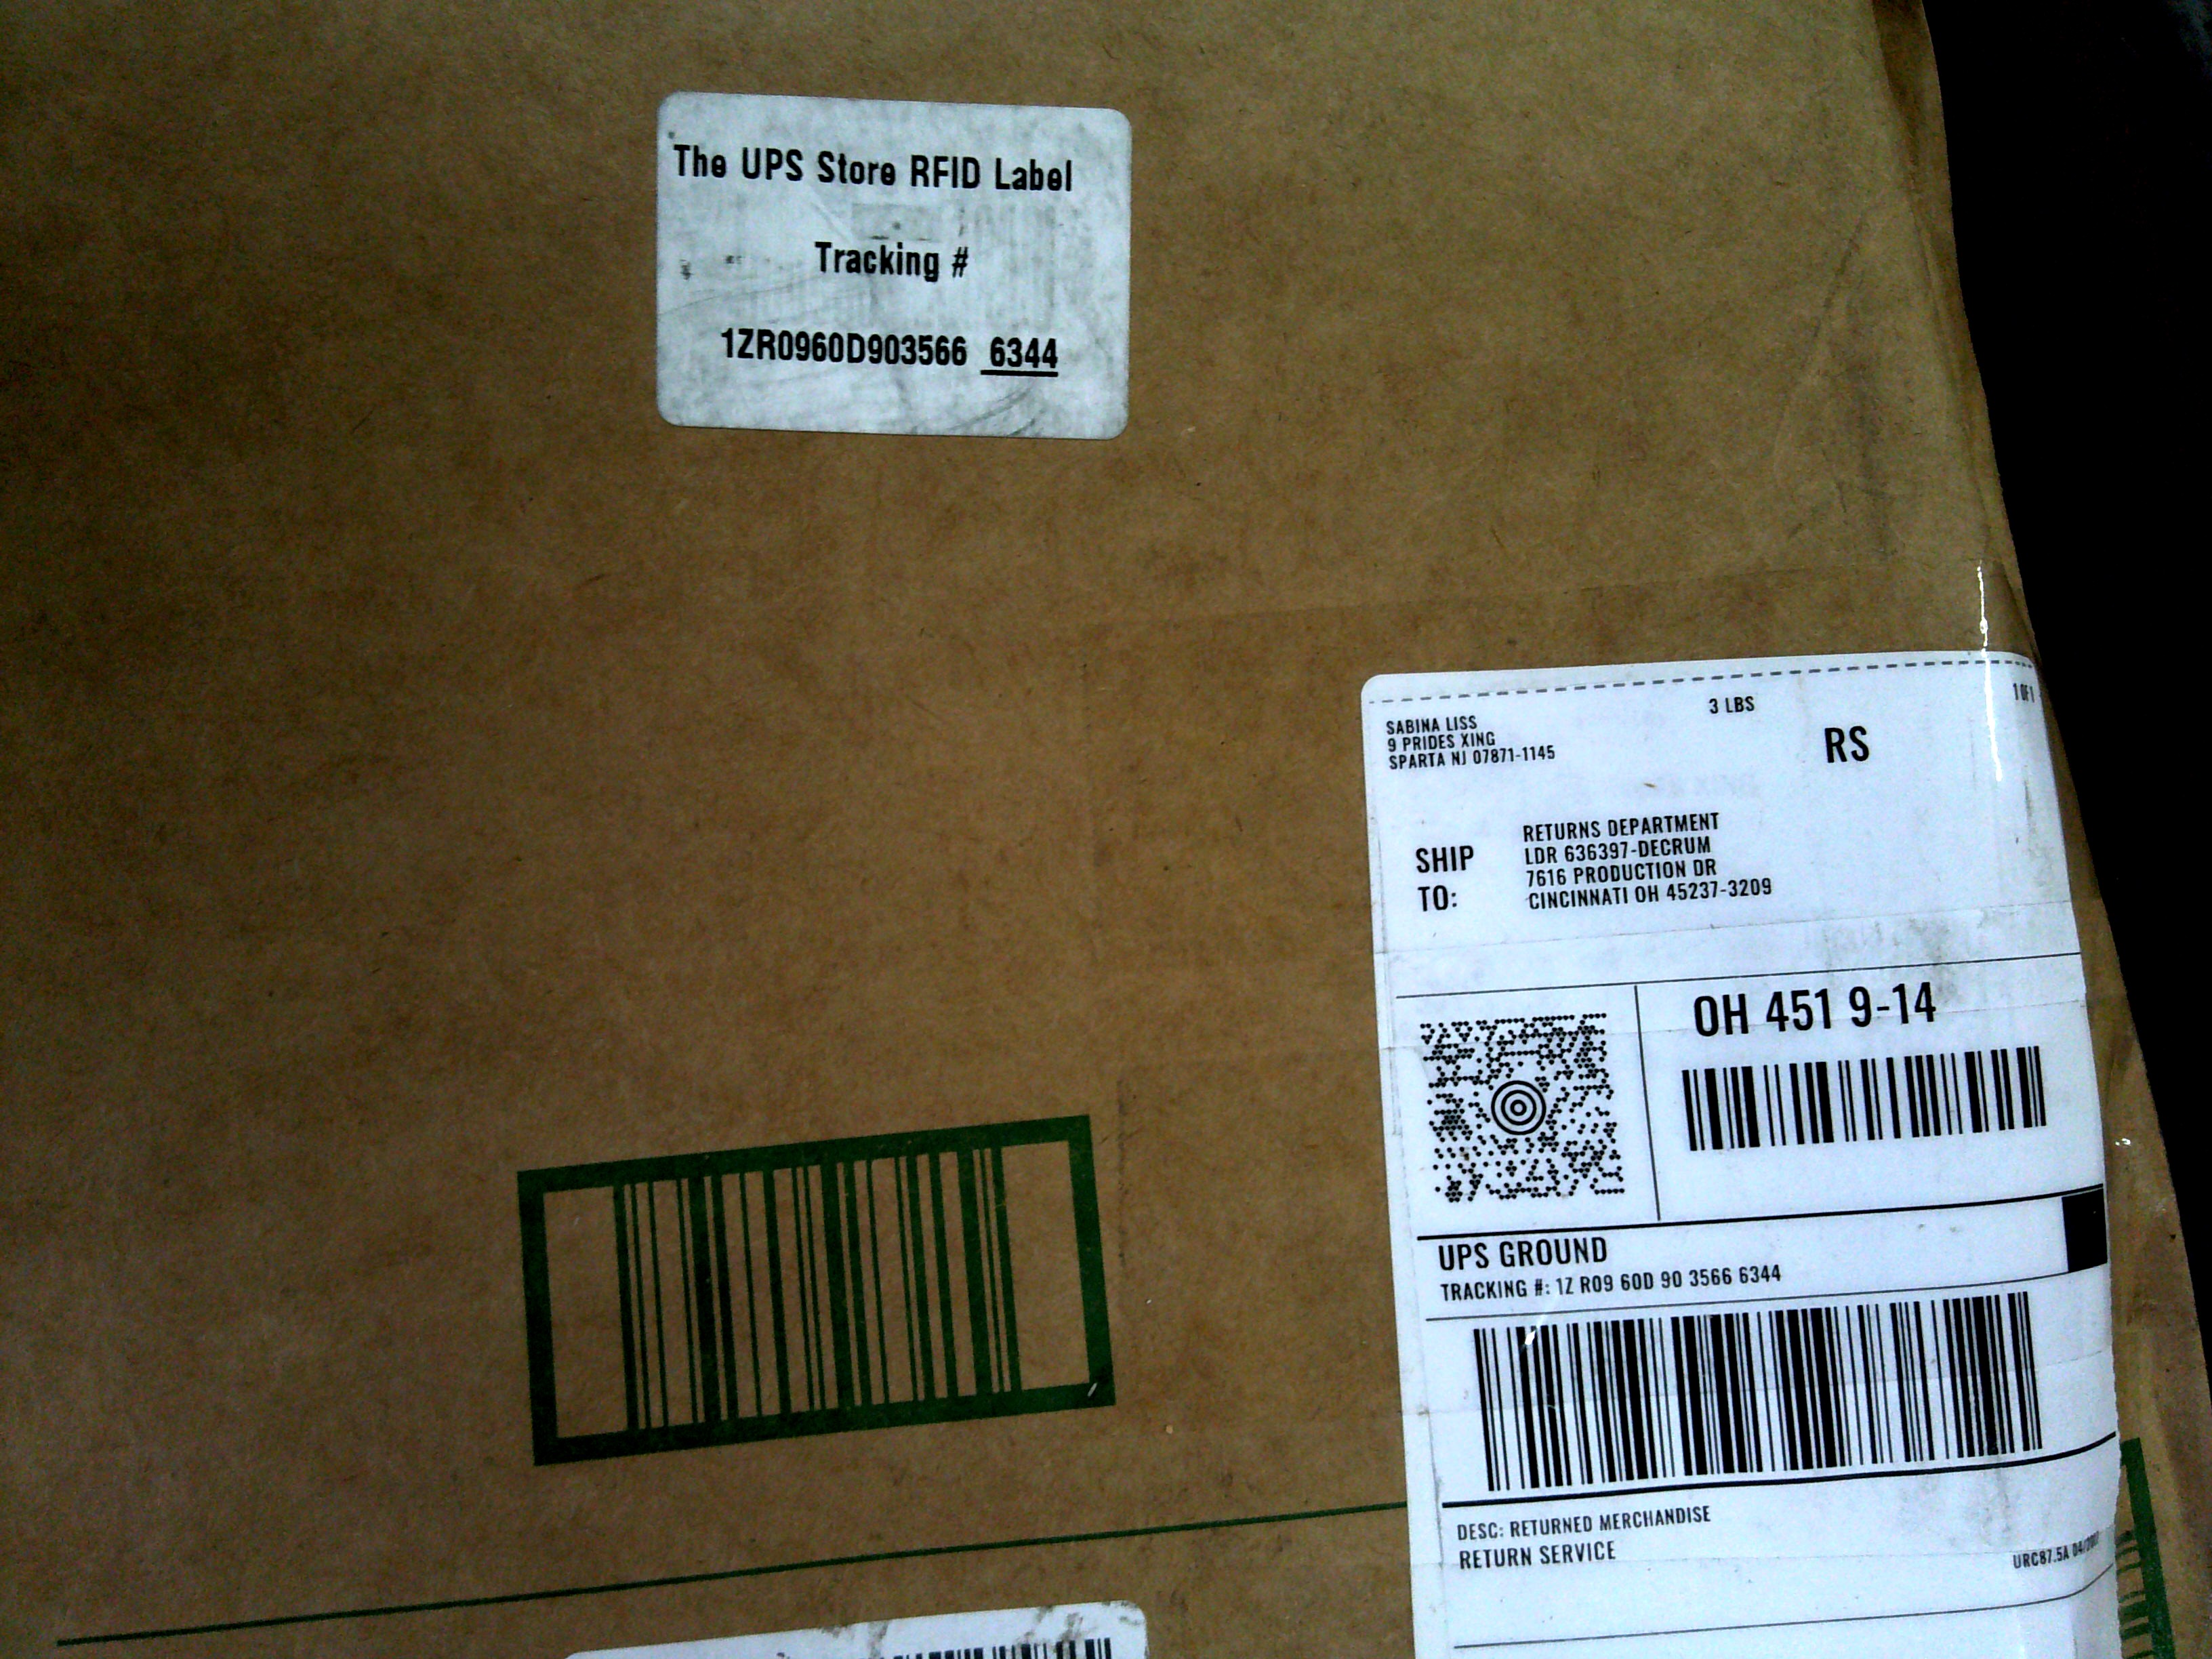 The UPS Store RFID Label
Tracking #
1ZR0960D903566 6344
3 LBS
1 OF 1
SABINA LISS
9 PRIDES XING
SPARTA NJ 07871-1145
RS
SHIP TO:
RETURNS DEPARTMENT
LDR 636397-DECRUM
7616 PRODUCTION DR
CINCINNATI OH 45237-3209
OH 451 9-14
UPS GROUND
TRACKING #: 1Z R09 60D 90 3566 6344
DESC: RETURNED MERCHANDISE
RETURN SERVICE
URC87.5A